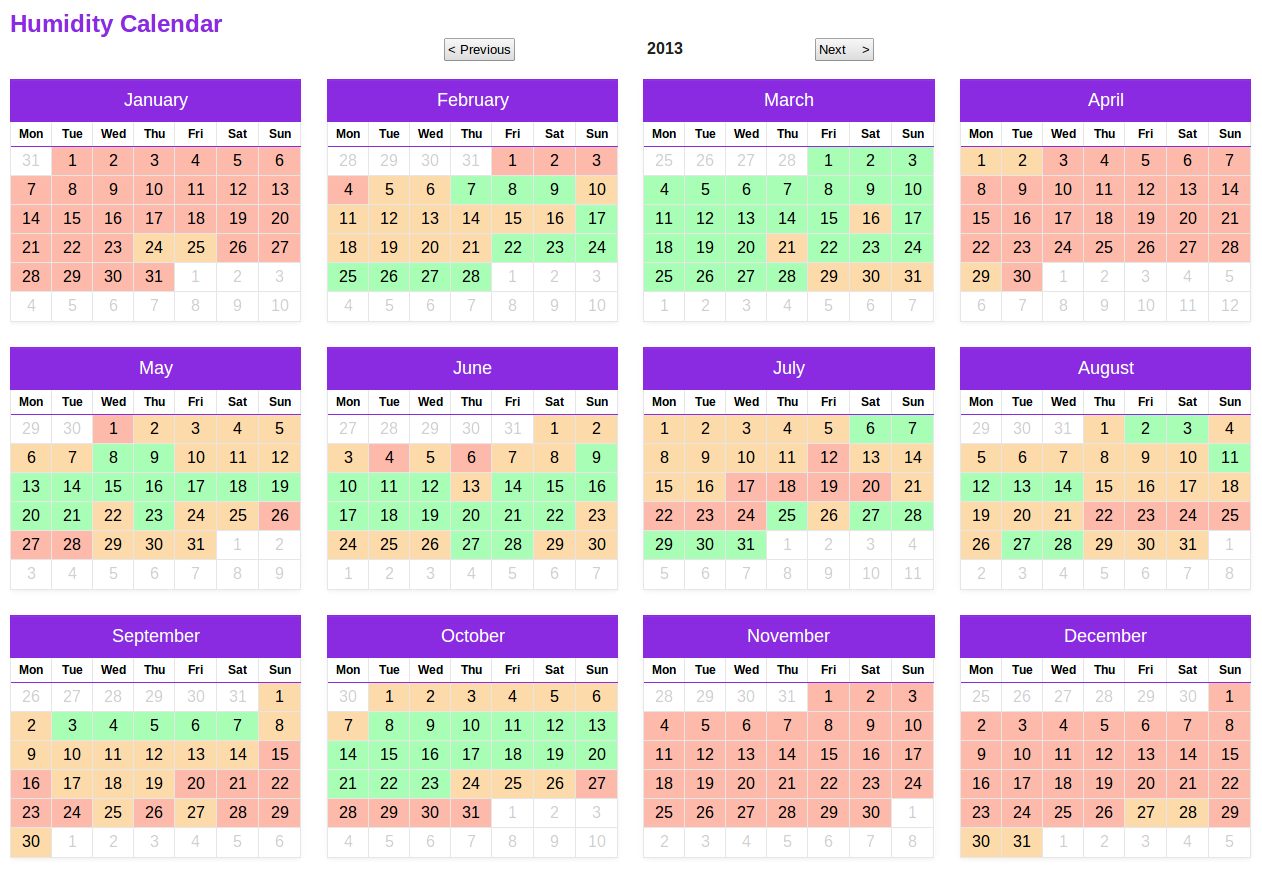 Humidity Calendar
< Previous 2013 Next >
January February March April
Mon Tue Wed Thu Fri Sat Sun Mon Tue Wed Thu Fri Sat Sun Mon Tue Wed Thu Fri Sat Sun Mon Tue Wed Thu Fri Sat Sun
31 1 2 3 4 5 6 28 29 30 31 1 2 3 25 26 27 28 1 2 3 1 2 3 4 5 6 7
7 8 9 10 11 12 13 4 5 6 7 8 9 10 4 5 6 7 8 9 10 8 9 10 11 12 13 14
14 15 16 17 18 19 20 11 12 13 14 15 16 17 11 12 13 14 15 16 17 15 16 17 18 19 20 21
21 22 23 24 25 26 27 18 19 20 21 22 23 24 18 19 20 21 22 23 24 22 23 24 25 26 27 28
28 29 30 31 1 2 3 25 26 27 28 1 2 3 25 26 27 28 29 30 31 29 30 1 2 3 4 5
4 5 6 7 8 9 10 4 5 6 7 8 9 10 1 2 3 4 5 6 7 6 7 8 9 10 11 12
May June July August
Mon Tue Wed Thu Fri Sat Sun Mon Tue Wed Thu Fri Sat Sun Mon Tue Wed Thu Fri Sat Sun Mon Tue Wed Thu Fri Sat Sun
29 30 1 2 3 4 5 27 28 29 30 31 1 2 1 2 3 4 5 6 7 29 30 31 1 2 3 4
6 7 8 9 10 11 12 3 4 5 6 7 8 9 8 9 10 11 12 13 14 5 6 7 8 9 10 11
13 14 15 16 17 18 19 10 11 12 13 14 15 16 15 16 17 18 19 20 21 12 13 14 15 16 17 18
20 21 22 23 24 25 26 17 18 19 20 21 22 23 22 23 24 25 26 27 28 19 20 21 22 23 24 25
27 28 29 30 31 1 2 24 25 26 27 28 29 30 29 30 31 1 2 3 4 26 27 28 29 30 31 1
3 4 5 6 7 8 9 1 2 3 4 5 6 7 5 6 7 8 9 10 11 2 3 4 5 6 7 8
September October November December
Mon Tue Wed Thu Fri Sat Sun Mon Tue Wed Thu Fri Sat Sun Mon Tue Wed Thu Fri Sat Sun Mon Tue Wed Thu Fri Sat Sun
26 27 28 29 30 31 1 30 1 2 3 4 5 6 28 29 30 31 1 2 3 25 26 27 28 29 30 1
2 3 4 5 6 7 8 7 8 9 10 11 12 13 4 5 6 7 8 9 10 2 3 4 5 6 7 8
9 10 11 12 13 14 15 14 15 16 17 18 19 20 11 12 13 14 15 16 17 9 10 11 12 13 14 15
16 17 18 19 20 21 22 21 22 23 24 25 26 27 18 19 20 21 22 23 24 16 17 18 19 20 21 22
23 24 25 26 27 28 29 28 29 30 31 1 2 3 25 26 27 28 29 30 1 23 24 25 26 27 28 29
30 1 2 3 4 5 6 4 5 6 7 8 9 10 2 3 4 5 6 7 8 30 31 1 2 3 4 5